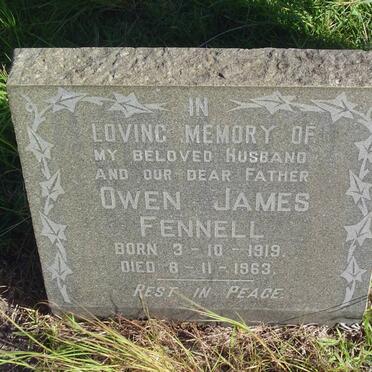 IN
LOVING MEMORY OF
MY BELOVED HUSBAND
AND OUR DEAR FATHER
OWEN JAMES
FENNELL
BORN 3-10-1919.
DIED 8-11-1963.
REST IN PEACE.